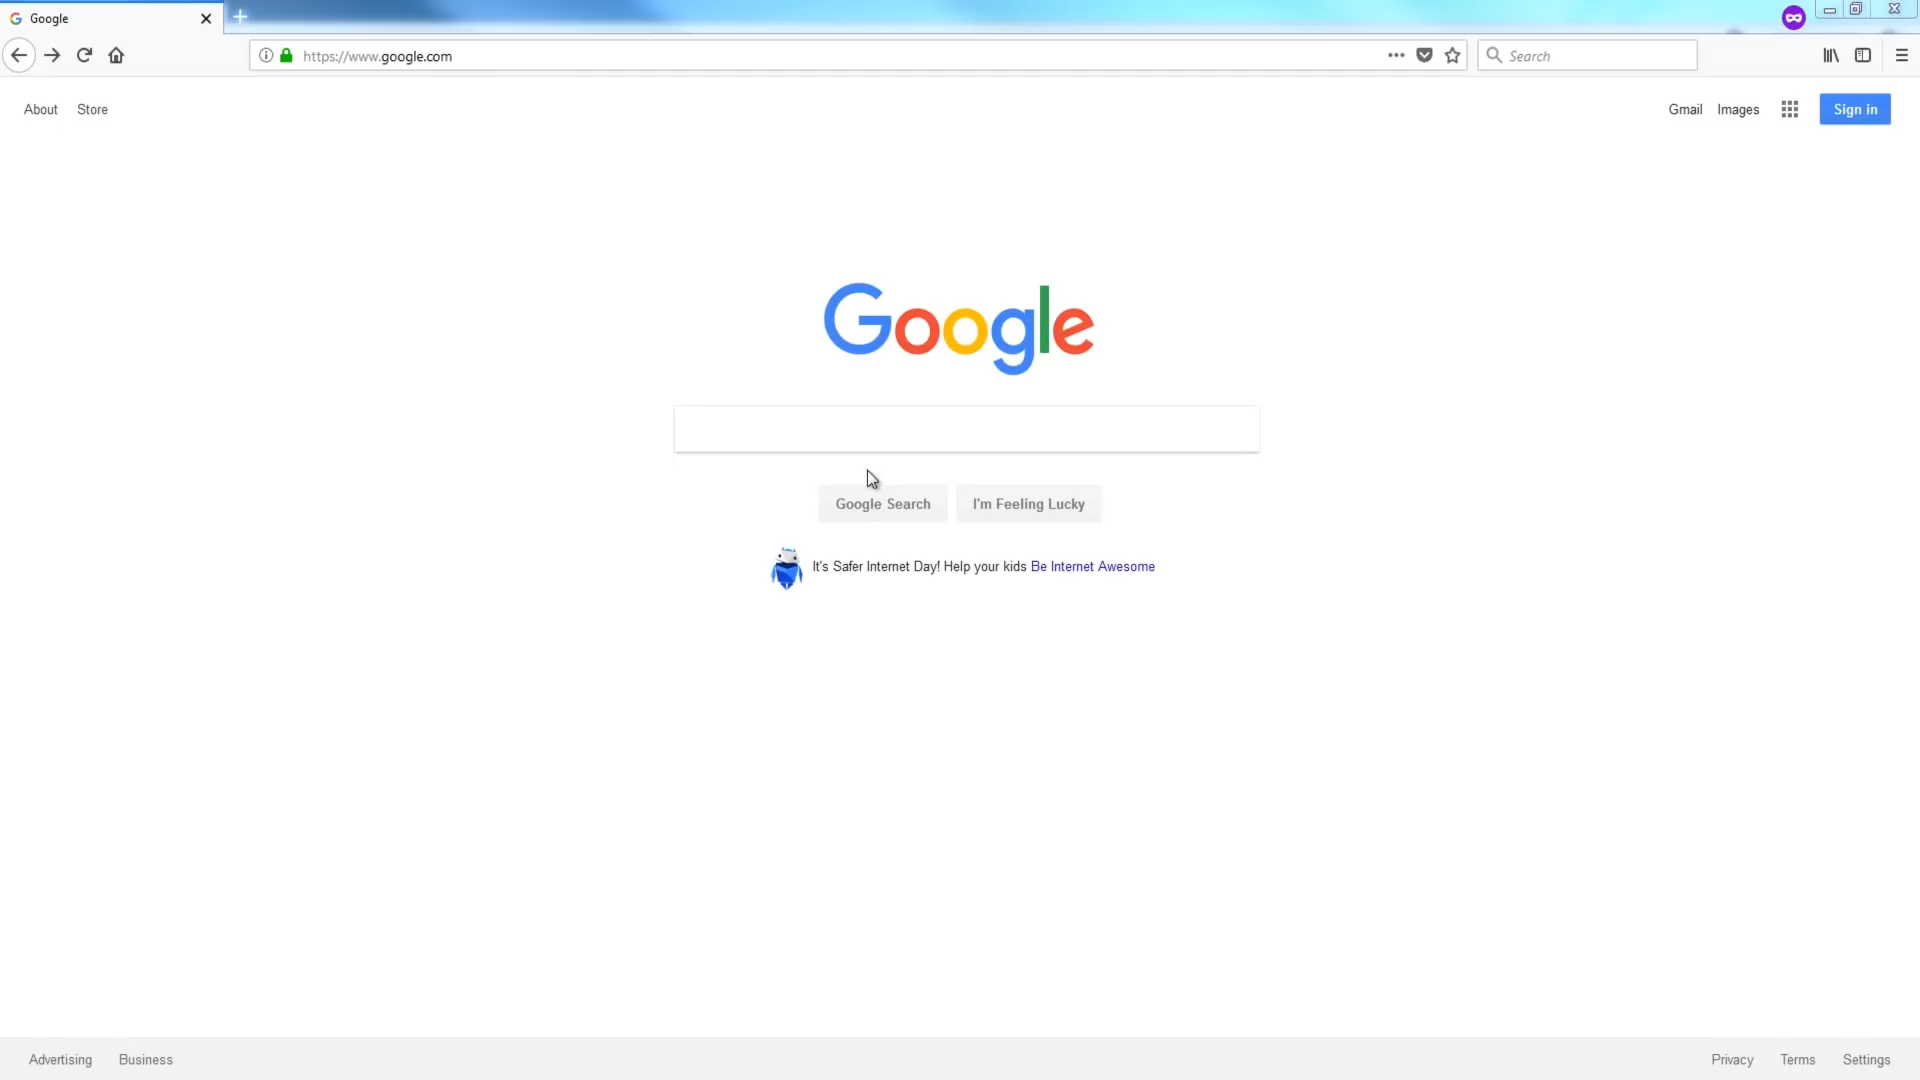 Google
https://www.google.com
Search
About Store
Gmail Images Sign in
Google
Google Search I'm Feeling Lucky
It's Safer Internet Day! Help your kids Be Internet Awesome
Advertising Business
Privacy Terms Settings